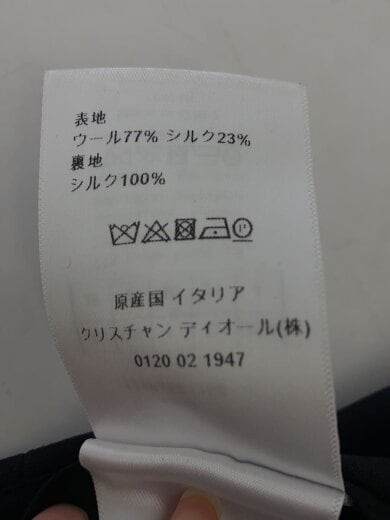 表地
ウール77% シルク23%
裏地
シルク100%
原産国 イタリア
クリスチャン ディオール(株)
0120 02 1947